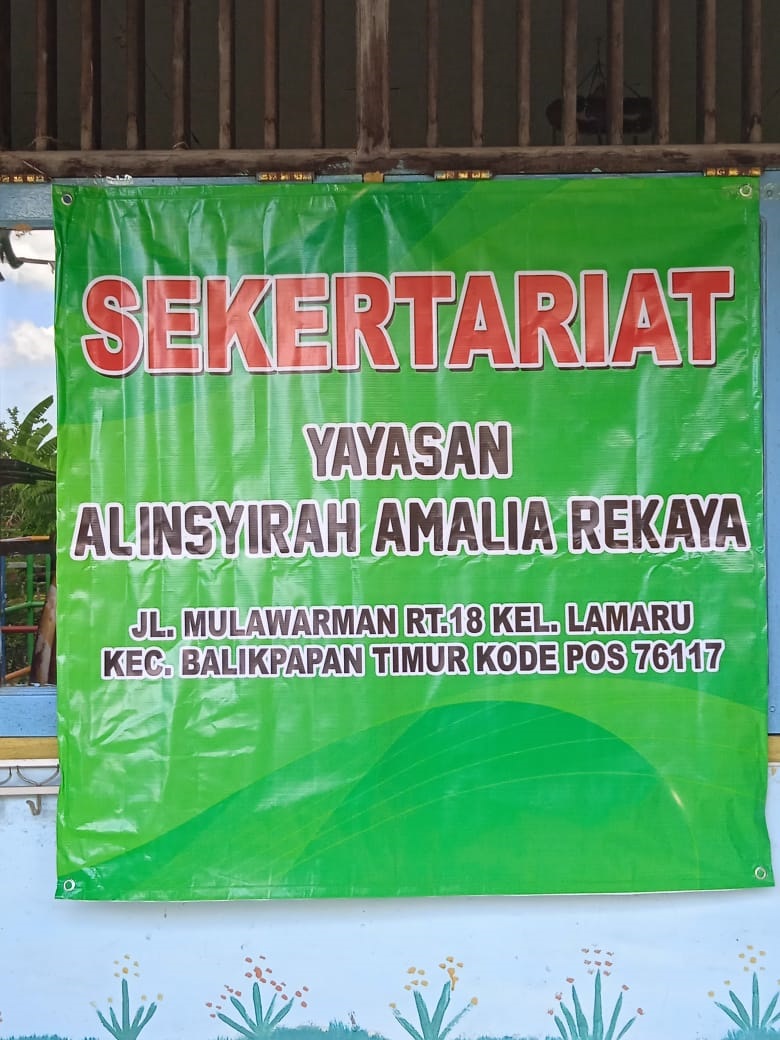 SEKERTARIAT
YAYASAN
ALINSYIRAH AMALIA REKAYA
JL. MULAWARMAN RT.18 KEL. LAMARU
KEC. BALIKPAPAN TIMUR KODE POS 76117